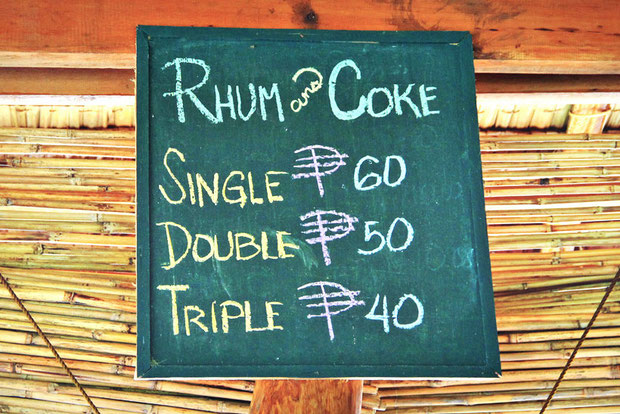 RHUM and COKE
SINGLE ₱ 60
DOUBLE ₱ 50
TRIPLE ₱ 40